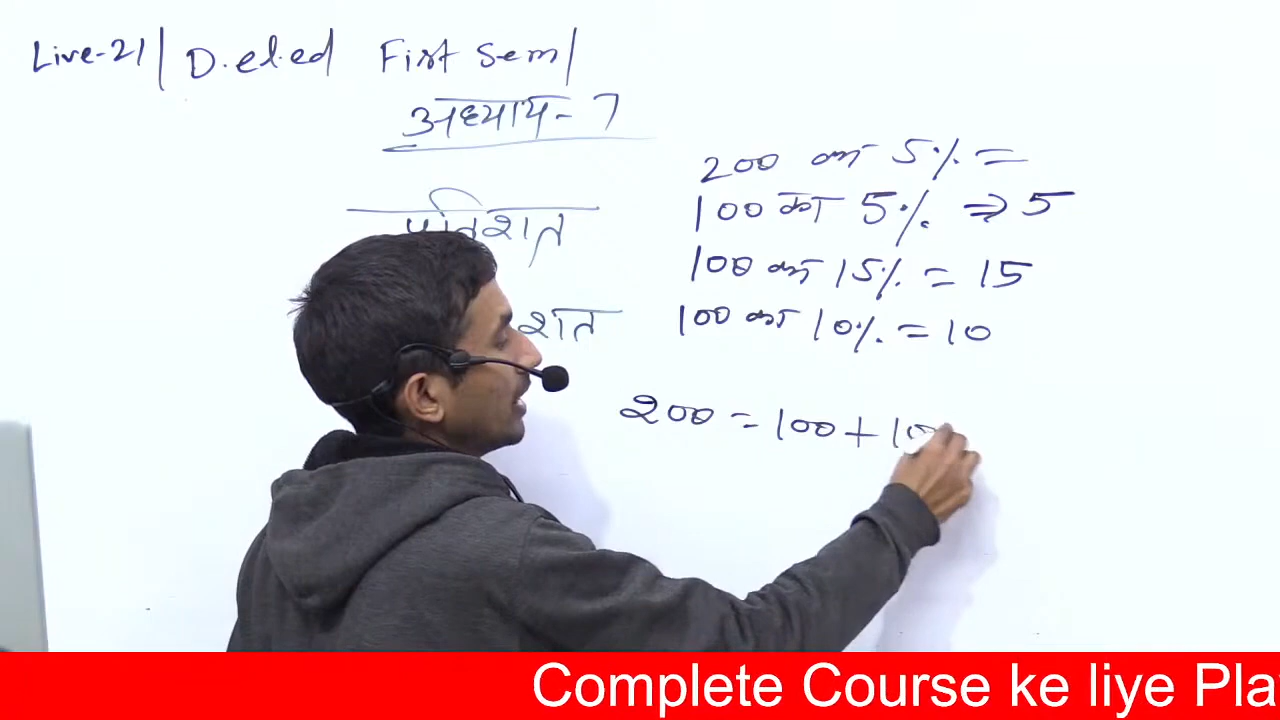 Live-21 | D.el.ed First Sem |
अध्याय - 7
प्रतिशत
शत
200 का 5% =
100 का 5% ⇒ 5
100 का 15% = 15
100 का 10% = 10
200 = 100 + 10
Complete Course ke liye Pla